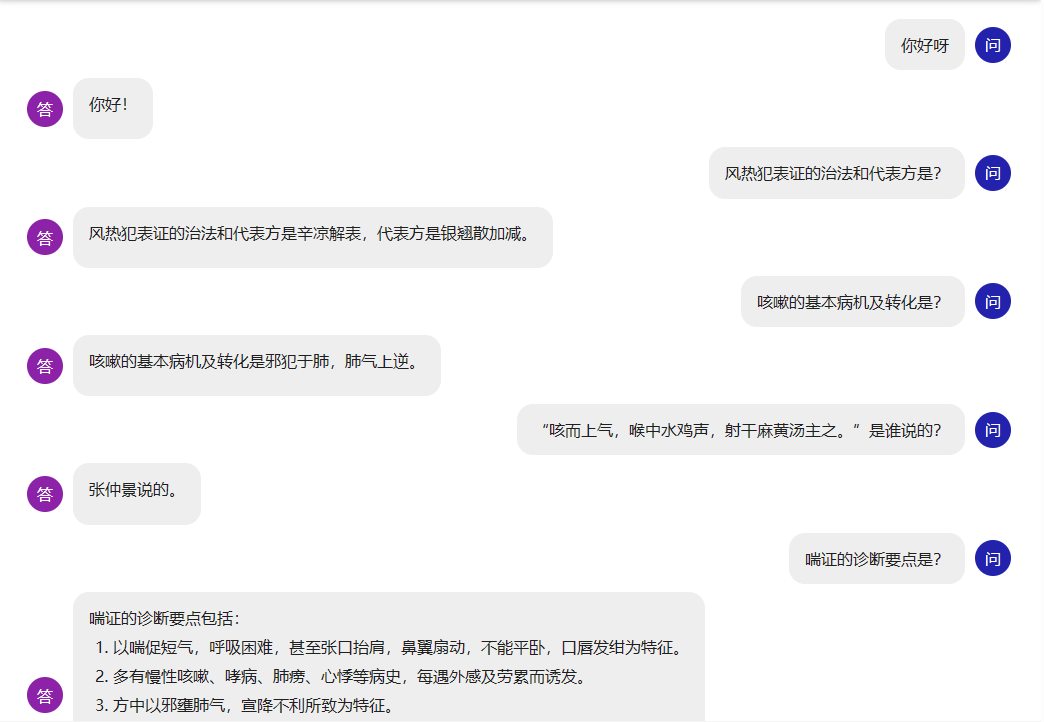 你好呀
问
答
你好！
风热犯表证的治法和代表方是？
问
答
风热犯表证的治法和代表方是辛凉解表，代表方是银翘散加减。
咳嗽的基本病机及转化是？
问
答
咳嗽的基本病机及转化是邪犯于肺，肺气上逆。
“咳而上气，喉中水鸡声，射干麻黄汤主之。”是谁说的？
问
答
张仲景说的。
喘证的诊断要点是？
问
喘证的诊断要点包括：
1. 以喘促短气，呼吸困难，甚至张口抬肩，鼻翼扇动，不能平卧，口唇发绀为特征。
2. 多有慢性咳嗽、哮病、肺痨、心悸等病史，每遇外感及劳累而诱发。
答
3. 方中以邪壅肺气，宣降不利所致为特征。